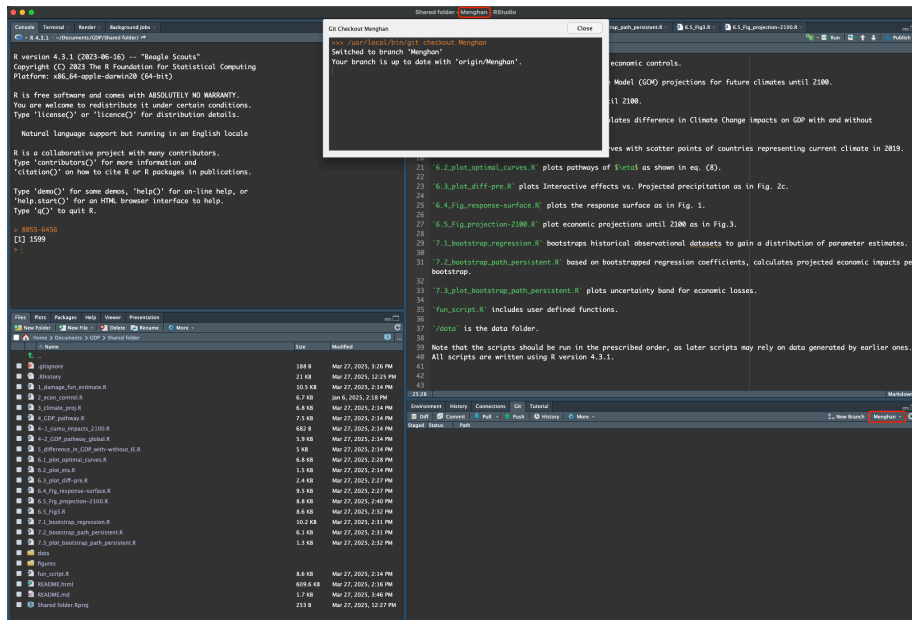 Shared folder - Menghan - RStudio
Console Terminal Render Background Jobs
R 4.3.1 · ~/Documents/GDP/Shared folder/
R version 4.3.1 (2023-06-16) -- "Beagle Scouts"
Copyright (C) 2023 The R Foundation for Statistical Computing
Platform: x86_64-apple-darwin20 (64-bit)
R is free software and comes with ABSOLUTELY NO WARRANTY.
You are welcome to redistribute it under certain conditions.
Type 'license()' or 'licence()' for distribution details.
Natural language support but running in an English locale
R is a collaborative project with many contributors.
Type 'contributors()' for more information and
'citation()' on how to cite R or R packages in publications.
Type 'demo()' for some demos, 'help()' for on-line help, or
'help.start()' for an HTML browser interface to help.
Type 'q()' to quit R.
> 8055-6456
[1] 1599
>
Git Checkout Menghan
Close
>>> /usr/local/bin/git checkout Menghan
Switched to branch 'Menghan'
Your branch is up to date with 'origin/Menghan'.
rap_path_persistent.R 6.5_Fig3.R 6.5_Fig_projection-2100.R
Run Publish
economic controls.
Model (GCM) projections for future climates until 2100.
til 2100.
lates difference in Climate Change impacts on GDP with and without
rves with scatter points of countries representing current climate in 2019.
20
21 `6.2_plot_optimal_curves.R` plots pathways of $\eta$ as shown in eq. (8).
22
23 `6.3_plot_diff-pre.R` plots Interactive effects vs. Projected precipitation as in Fig. 2c.
24
25 `6.4_Fig_response-surface.R` plots the response surface as in Fig. 1.
26
27 `6.5_Fig_projection-2100.R` plot economic projections until 2100 as in Fig.3.
28
29 `7.1_bootstrap_regression.R` bootstraps historical observational datasets to gain a distribution of parameter estimates.
30
31 `7.2_bootstrap_path_persistent.R` based on bootstrapped regression coefficients, calculates projected economic impacts pe
bootstrap.
32
33 `7.3_plot_bootstrap_path_persistent.R` plots uncertainty band for economic losses.
34
35 `fun_script.R` includes user defined functions.
36
37 `/data` is the data folder.
38
39 Note that the scripts should be run in the prescribed order, as later scripts may rely on data generated by earlier ones.
40 All scripts are written using R version 4.3.1.
41
42
43
25:28 Markdown
Files Plots Packages Help Viewer Presentation
New Folder New File Delete Rename More
Home > Documents > GDP > Shared folder
Name Size Modified
..
.gitignore 188 B Mar 27, 2025, 3:26 PM
.Rhistory 21 KB Mar 27, 2025, 12:25 PM
1_damage_fun_estimate.R 10.5 KB Mar 27, 2025, 2:14 PM
2_econ_control.R 6.7 KB Jan 6, 2025, 2:18 PM
3_climate_proj.R 6.8 KB Mar 27, 2025, 2:14 PM
4_GDP_pathway.R 7.5 KB Mar 27, 2025, 2:14 PM
4-1_cumu_impacts_2100.R 682 B Mar 27, 2025, 2:14 PM
4-2_GDP_pathway_global.R 5.9 KB Mar 27, 2025, 2:14 PM
5_difference_in_GDP_with-without_IE.R 5 KB Mar 27, 2025, 2:14 PM
6.1_plot_optimal_curves.R 6.8 KB Mar 27, 2025, 2:28 PM
6.2_plot_eta.R 1.5 KB Mar 27, 2025, 2:14 PM
6.3_plot_diff-pre.R 2.4 KB Mar 27, 2025, 2:27 PM
6.4_Fig_response-surface.R 9.5 KB Mar 27, 2025, 2:27 PM
6.5_Fig_projection-2100.R 8.8 KB Mar 27, 2025, 2:40 PM
6.5_Fig3.R 8.6 KB Mar 27, 2025, 2:32 PM
7.1_bootstrap_regression.R 10.2 KB Mar 27, 2025, 2:31 PM
7.2_bootstrap_path_persistent.R 6.1 KB Mar 27, 2025, 2:31 PM
7.3_plot_bootstrap_path_persistent.R 1.3 KB Mar 27, 2025, 2:32 PM
data
figures
fun_script.R 8.6 KB Mar 27, 2025, 2:14 PM
README.html 609.6 KB Mar 27, 2025, 2:16 PM
README.md 1.7 KB Mar 27, 2025, 3:46 PM
Shared folder.Rproj 253 B Mar 27, 2025, 12:27 PM
Environment History Connections Git Tutorial
Diff Commit Pull Push History More New Branch Menghan
Staged Status Path